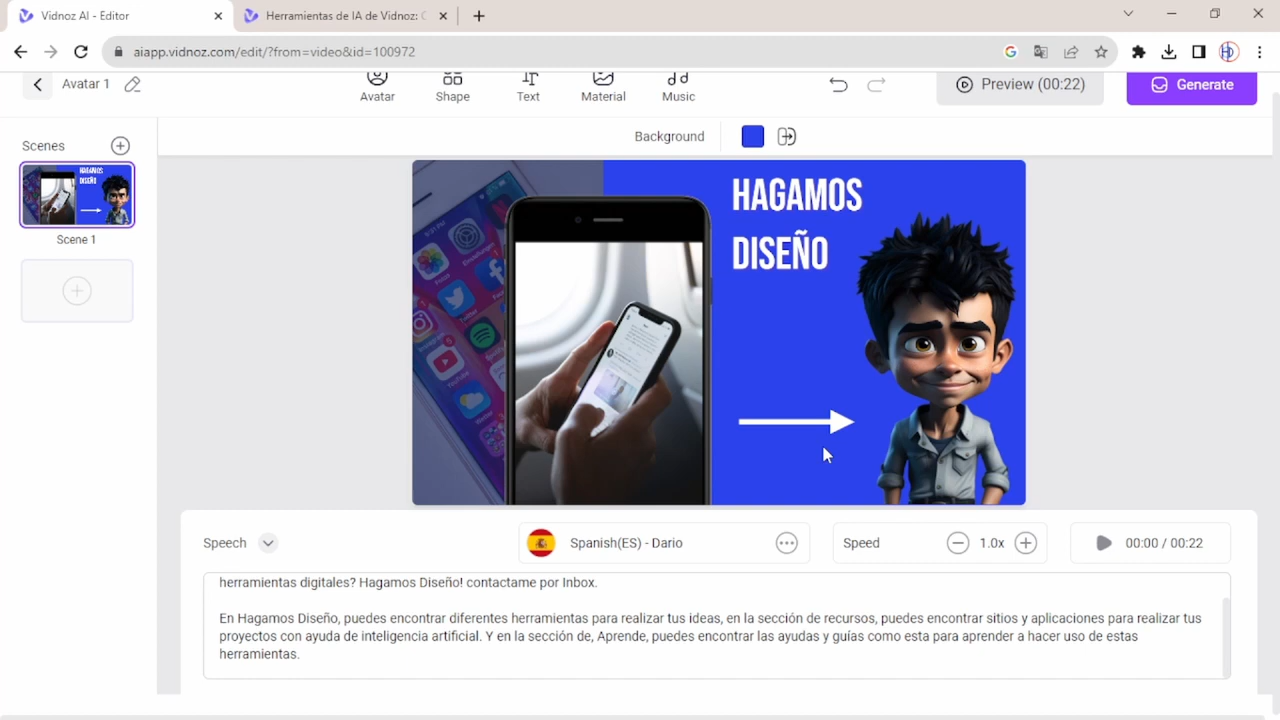 Vidnoz AI - Editor
Herramientas de IA de Vidnoz:
aiapp.vidnoz.com/edit/?from=video&id=100972
Avatar 1
Avatar
Shape
Text
Material
Music
Preview (00:22)
Generate
Scenes
Background
HAGAMOS
DISEÑO
Scene 1
HAGAMOS
DISEÑO
Speech
Spanish(ES) - Dario
Speed
1.0x
00:00 / 00:22
herramientas digitales? Hagamos Diseño! contactame por Inbox.
En Hagamos Diseño, puedes encontrar diferentes herramientas para realizar tus ideas, en la sección de recursos, puedes encontrar sitios y aplicaciones para realizar tus
proyectos con ayuda de inteligencia artificial. Y en la sección de, Aprende, puedes encontrar las ayudas y guías como esta para aprender a hacer uso de estas
herramientas.